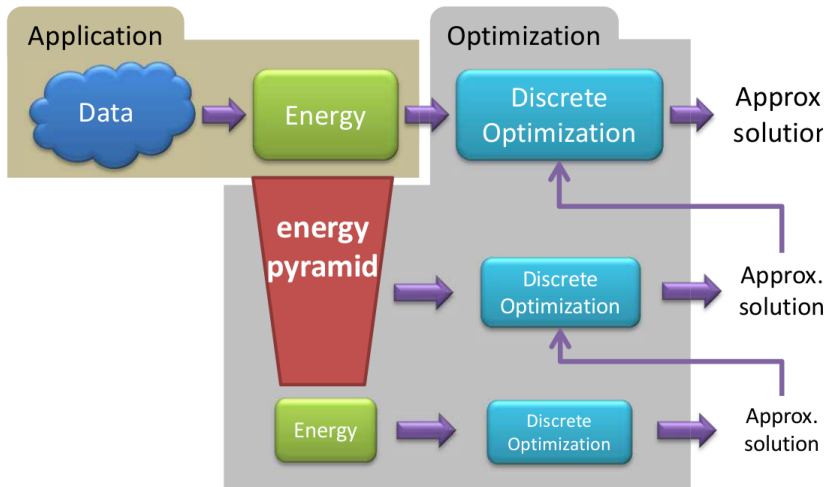 Application
Optimization
Data
Energy
Discrete
Optimization
Approx.
solution
energy
pyramid
Discrete
Optimization
Approx.
solution
Energy
Discrete
Optimization
Approx.
solution